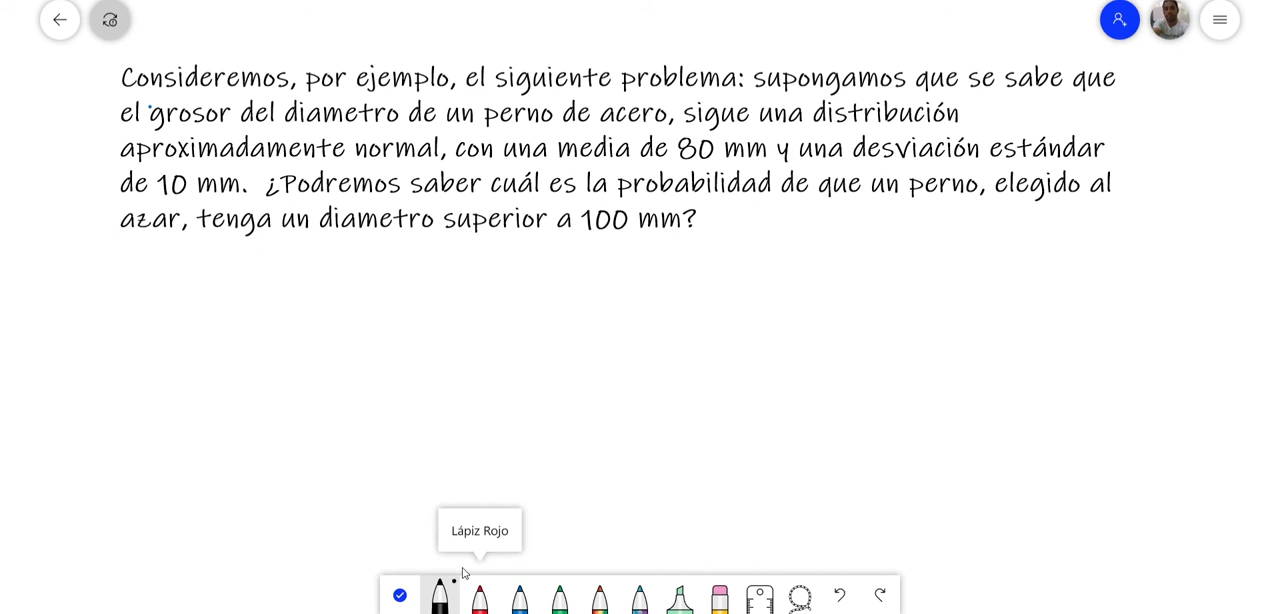 Consideremos, por ejemplo, el siguiente problema: supongamos que se sabe que
el grosor del diametro de un perno de acero, sigue una distribución
aproximadamente normal, con una media de 80 mm y una desviación estándar
de 10 mm. ¿Podremos saber cuál es la probabilidad de que un perno, elegido al
azar, tenga un diametro superior a 100 mm?
Lápiz Rojo